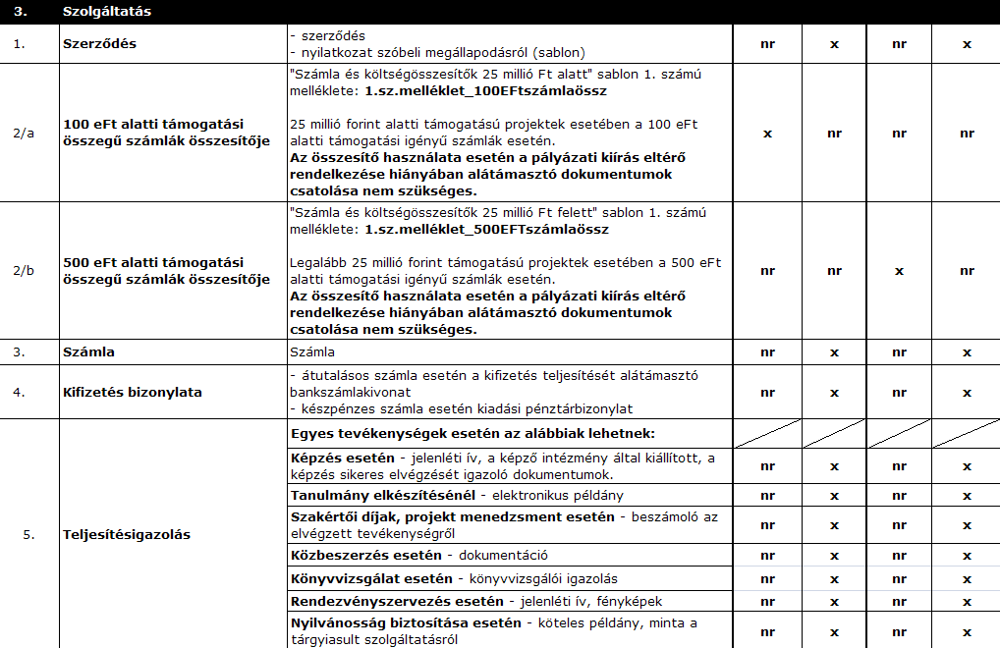 3. Szolgáltatás
1. Szerződés
- szerződés
- nyilatkozat szóbeli megállapodásról (sablon)
nr x nr x
2/a
100 eFt alatti támogatási
összegű számlák összesítője
"Számla és költségösszesítők 25 millió Ft alatt" sablon 1. számú
melléklete: 1.sz.melléklet_100EFtszámlaössz
25 millió forint alatti támogatású projektek esetében a 100 eFt
alatti támogatási igényű számlák esetén.
Az összesítő használata esetén a pályázati kiírás eltérő
rendelkezése hiányában alátámasztó dokumentumok
csatolása nem szükséges.
x nr nr nr
2/b
500 eFt alatti támogatási
összegű számlák összesítője
"Számla és költségösszesítők 25 millió Ft felett" sablon 1. számú
melléklete: 1.sz.melléklet_500EFTszámlaössz
Legalább 25 millió forint támogatású projektek esetében a 500 eFt
alatti támogatási igényű számlák esetén.
Az összesítő használata esetén a pályázati kiírás eltérő
rendelkezése hiányában alátámasztó dokumentumok
csatolása nem szükséges.
nr nr x nr
3. Számla Számla nr x nr x
4. Kifizetés bizonylata
- átutalásos számla esetén a kifizetés teljesítését alátámasztó
bankszámlakivonat
- készpénzes számla esetén kiadási pénztárbizonylat
nr x nr x
5. Teljesítésigazolás
Egyes tevékenységek esetén az alábbiak lehetnek:
Képzés esetén - jelenléti ív, a képző intézmény által kiállított, a
képzés sikeres elvégzését igazoló dokumentumok.
nr x nr x
Tanulmány elkészítésénél - elektronikus példány nr x nr x
Szakértői díjak, projekt menedzsment esetén - beszámoló az
elvégzett tevékenységről
nr x nr x
Közbeszerzés esetén - dokumentáció nr x nr x
Könyvvizsgálat esetén - könyvvizsgálói igazolás nr x nr x
Rendezvényszervezés esetén - jelenléti ív, fényképek nr x nr x
Nyilvánosság biztosítása esetén - köteles példány, minta a
tárgyiasult szolgáltatásról
nr x nr x